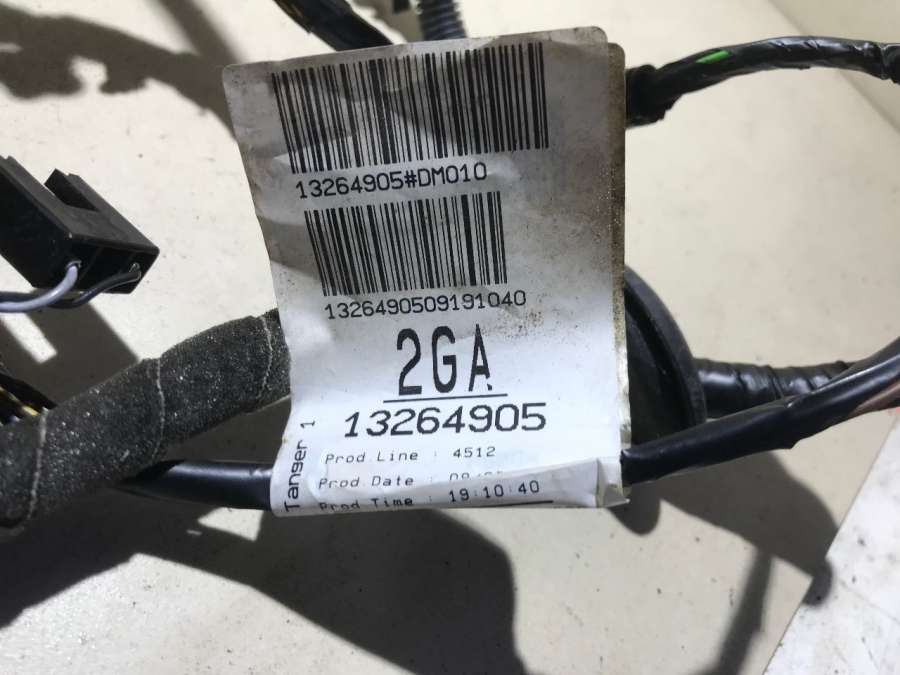 13264905#DM010
1326490509191040
2GA
13264905
Tanger 1
Prod.Line : 4512
Prod.Date :
Prod Time : 19:10:40